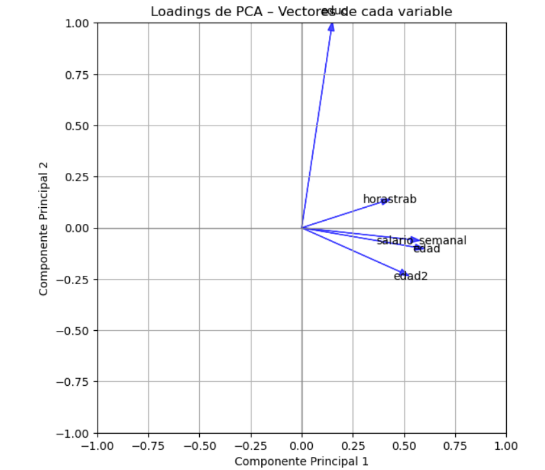 Loadings de PCA – Vectores de cada variable
educ
1.00
0.75
0.50
0.25
0.00
−0.25
−0.50
−0.75
−1.00
Componente Principal 2
horastrab
salario_semanal
edad
edad2
−1.00 −0.75 −0.50 −0.25 0.00 0.25 0.50 0.75 1.00
Componente Principal 1